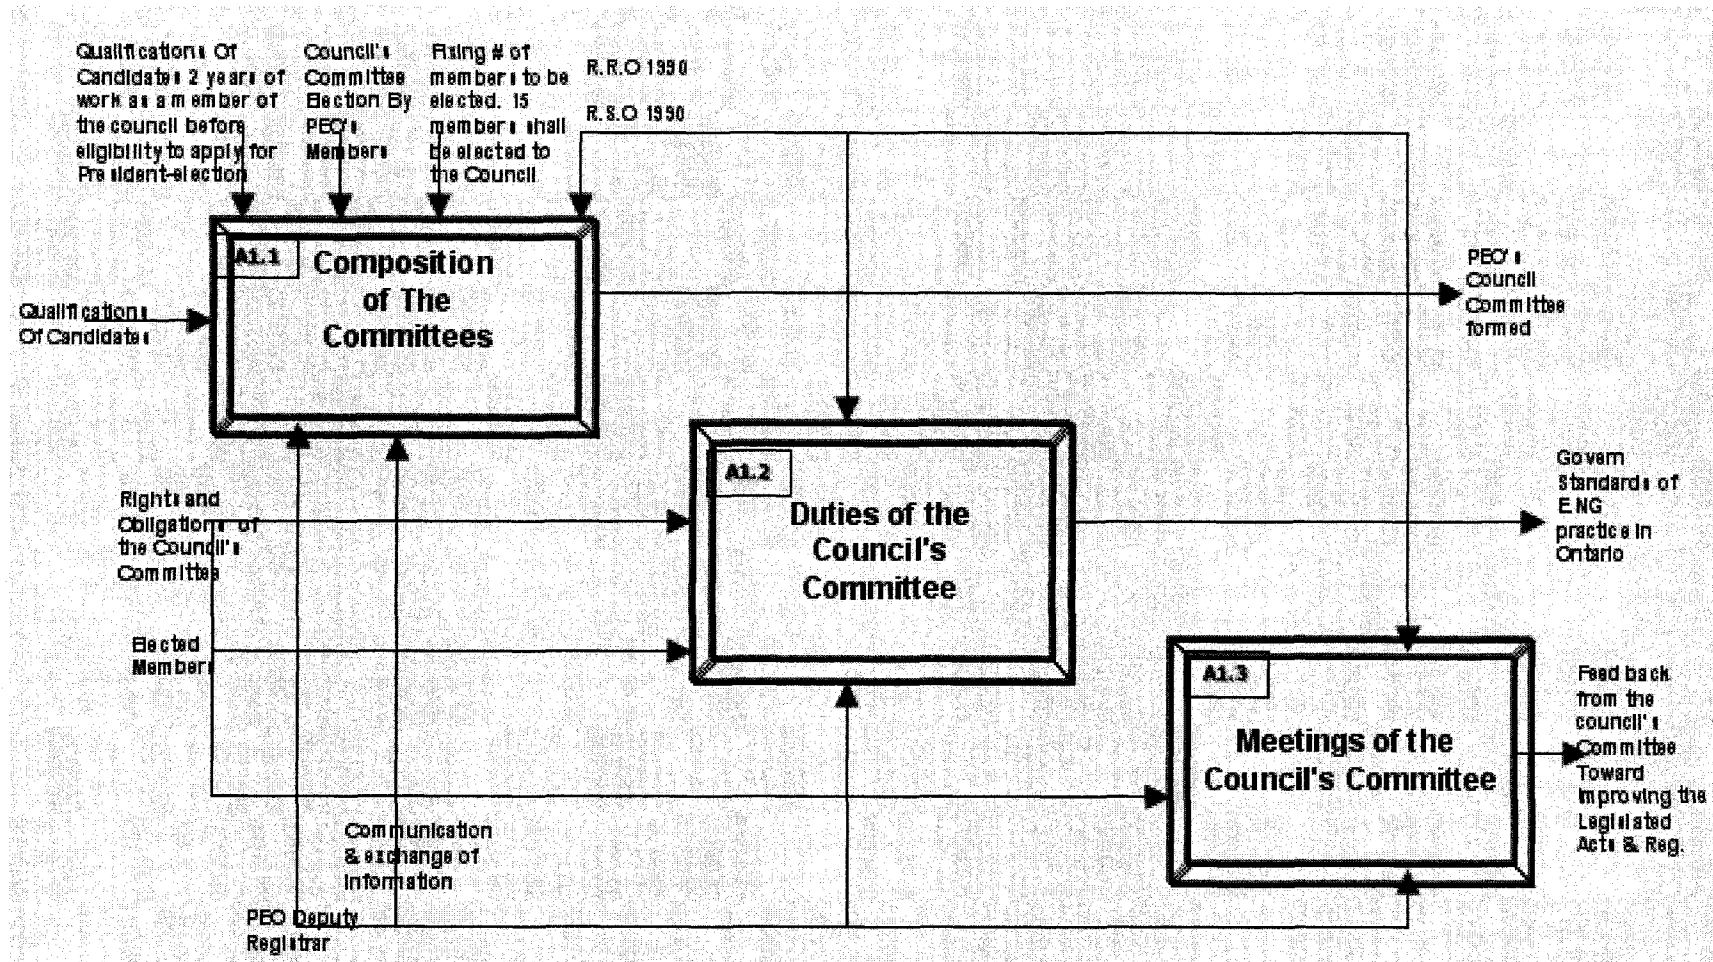 Qualifications Of
Candidates 2 years of
work as a member of
the council before
eligibility to apply for
President-election
Council's
Committee
Election By
PEO's
Members
Fixing # of
members to be
elected. 15
members shall
be elected to
the Council
R.R.O 1990
R.S.O 1990
A1.1
Composition
of The
Committees
Qualifications
Of Candidates
PEO's
Council
Committee
formed
A1.2
Duties of the
Council's
Committee
Rights and
Obligations of
the Council's
Committee
Elected
Members
Govern
Standards of
ENG
practice in
Ontario
A1.3
Meetings of the
Council's Committee
Feed back
from the
council's
Committee
Toward
Improving the
Legislated
Acts & Reg.
Communication
& exchange of
Information
PEO Deputy
Registrar